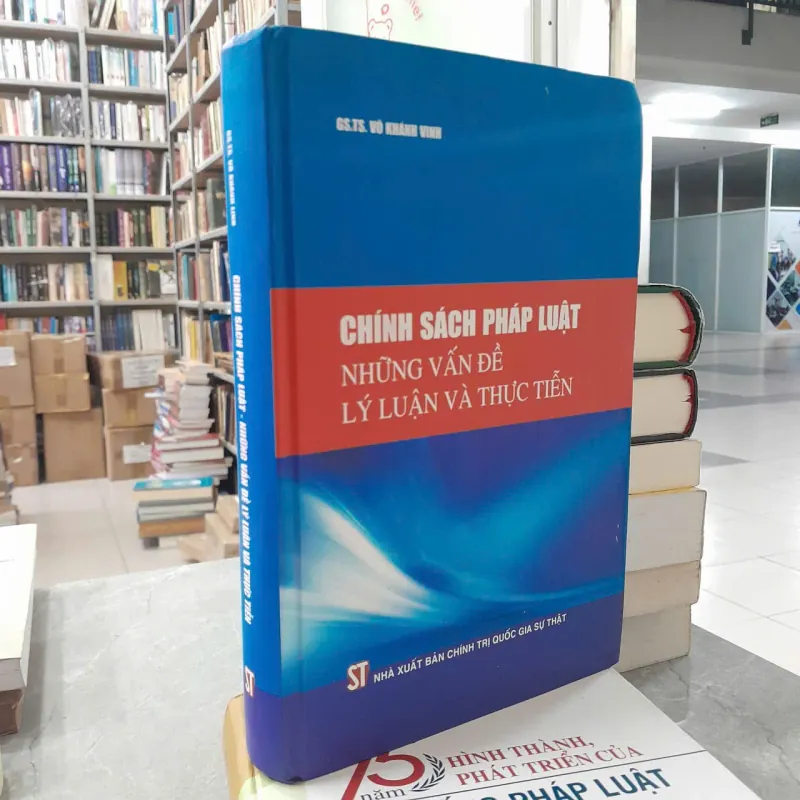 GS.TS. VÕ KHÁNH VINH
CHÍNH SÁCH PHÁP LUẬT
NHỮNG VẤN ĐỀ
LÝ LUẬN VÀ THỰC TIỄN
ST NHÀ XUẤT BẢN CHÍNH TRỊ QUỐC GIA SỰ THẬT
GS.TS. VÕ KHÁNH VINH
CHÍNH SÁCH PHÁP LUẬT - NHỮNG VẤN ĐỀ LÝ LUẬN VÀ THỰC TIỄN
ST
75 năm
HÌNH THÀNH,
PHÁT TRIỂN CỦA
PHÁP LUẬT